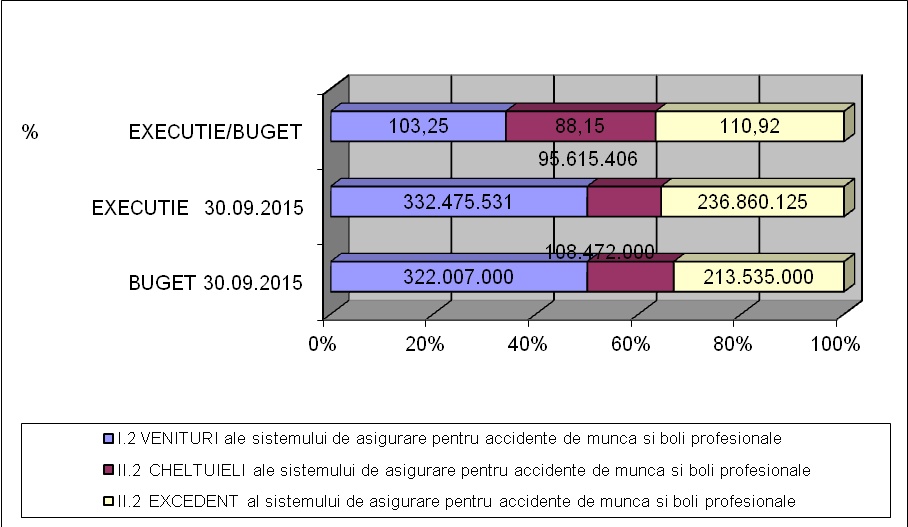 % EXECUTIE/BUGET 103,25 88,15 110,92
95.615.406
EXECUTIE 30.09.2015 332.475.531 236.860.125
108.472.000
BUGET 30.09.2015 322.007.000 213.535.000
0% 20% 40% 60% 80% 100%
I.2 VENITURI ale sistemului de asigurare pentru accidente de munca si boli profesionale
II.2 CHELTUIELI ale sistemului de asigurare pentru accidente de munca si boli profesionale
II.2 EXCEDENT al sistemului de asigurare pentru accidente de munca si boli profesionale